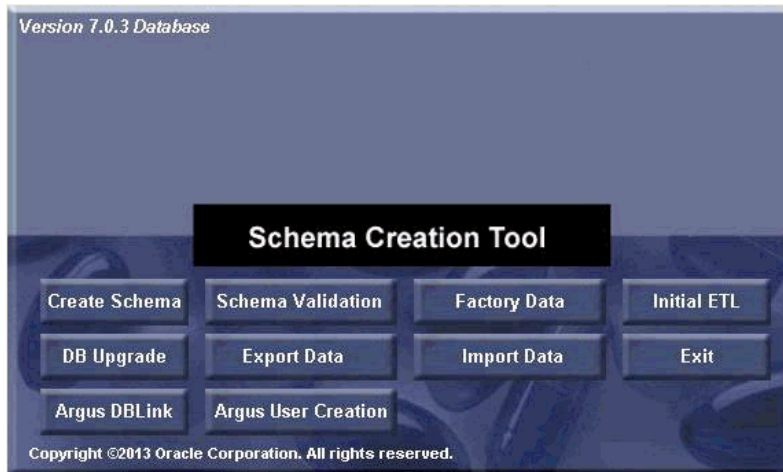 Version 7.0.3 Database
Schema Creation Tool
Create Schema
Schema Validation
Factory Data
Initial ETL
DB Upgrade
Export Data
Import Data
Exit
Argus DBLink
Argus User Creation
Copyright ©2013 Oracle Corporation. All rights reserved.